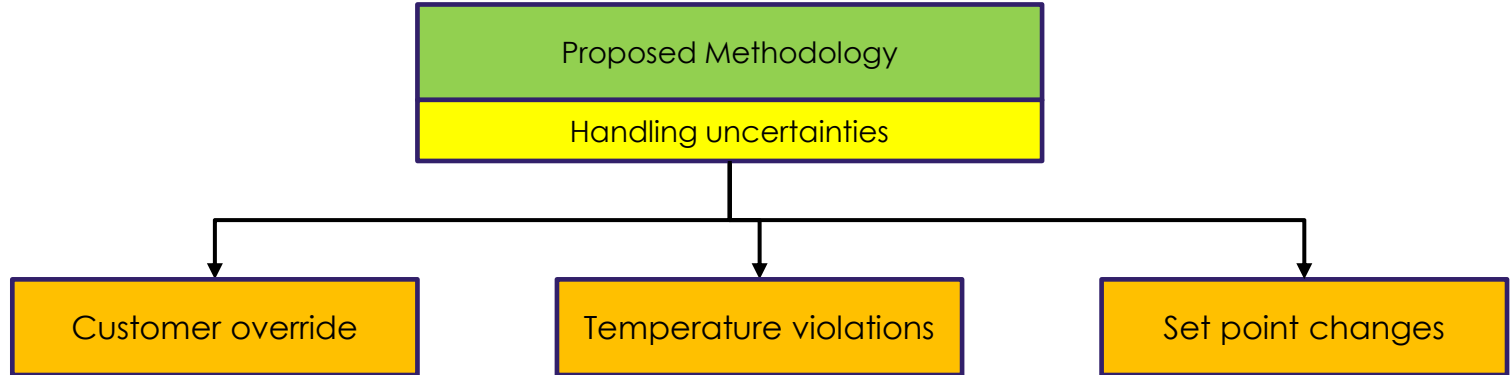 Proposed Methodology
Handling uncertainties
Customer override
Temperature violations
Set point changes